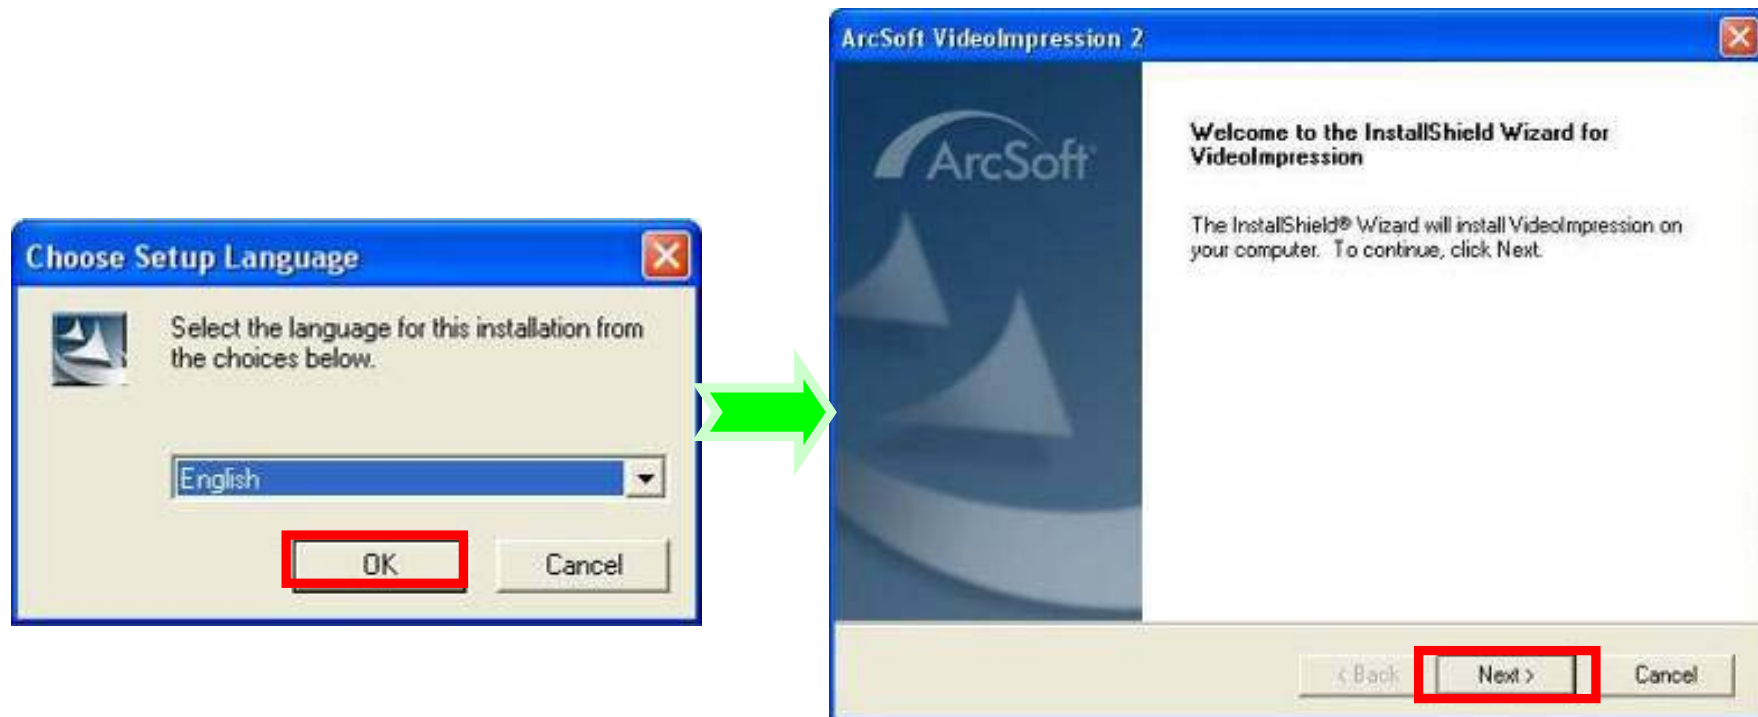 Choose Setup Language
Select the language for this installation from
the choices below.
English
OK
Cancel
ArcSoft VideoImpression 2
ArcSoft
Welcome to the InstallShield Wizard for
VideoImpression
The InstallShield® Wizard will install VideoImpression on
your computer. To continue, click Next.
< Back
Next >
Cancel